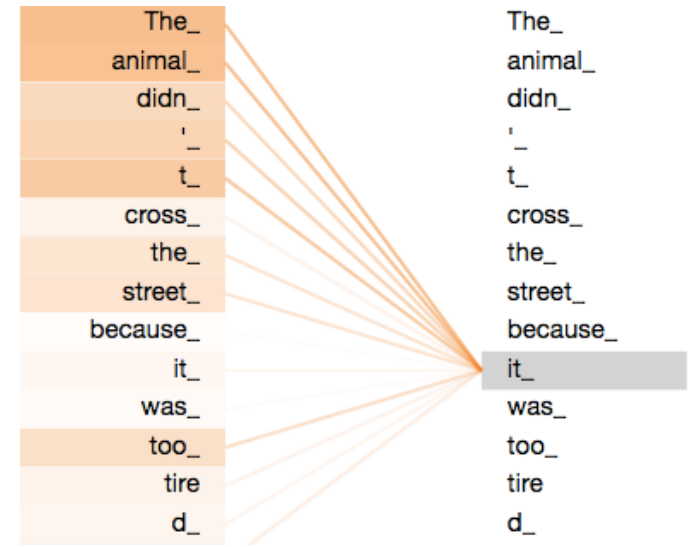 The_ The_
animal_ animal_
didn_ didn_
'_ '_
t_ t_
cross_ cross_
the_ the_
street_ street_
because_ because_
it_ it_
was_ was_
too_ too_
tire tire
d_ d_